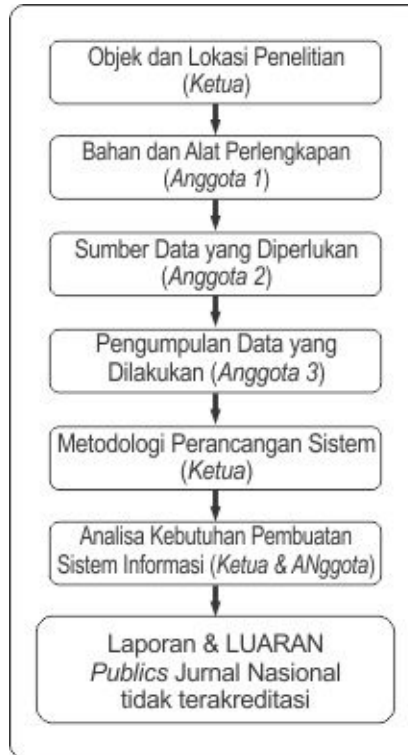 Objek dan Lokasi Penelitian
(Ketua)
Bahan dan Alat Perlengkapan
(Anggota 1)
Sumber Data yang Diperlukan
(Anggota 2)
Pengumpulan Data yang
Dilakukan (Anggota 3)
Metodologi Perancangan Sistem
(Ketua)
Analisa Kebutuhan Pembuatan
Sistem Informasi (Ketua & ANggota)
Laporan & LUARAN
Publics Jurnal Nasional
tidak terakreditasi